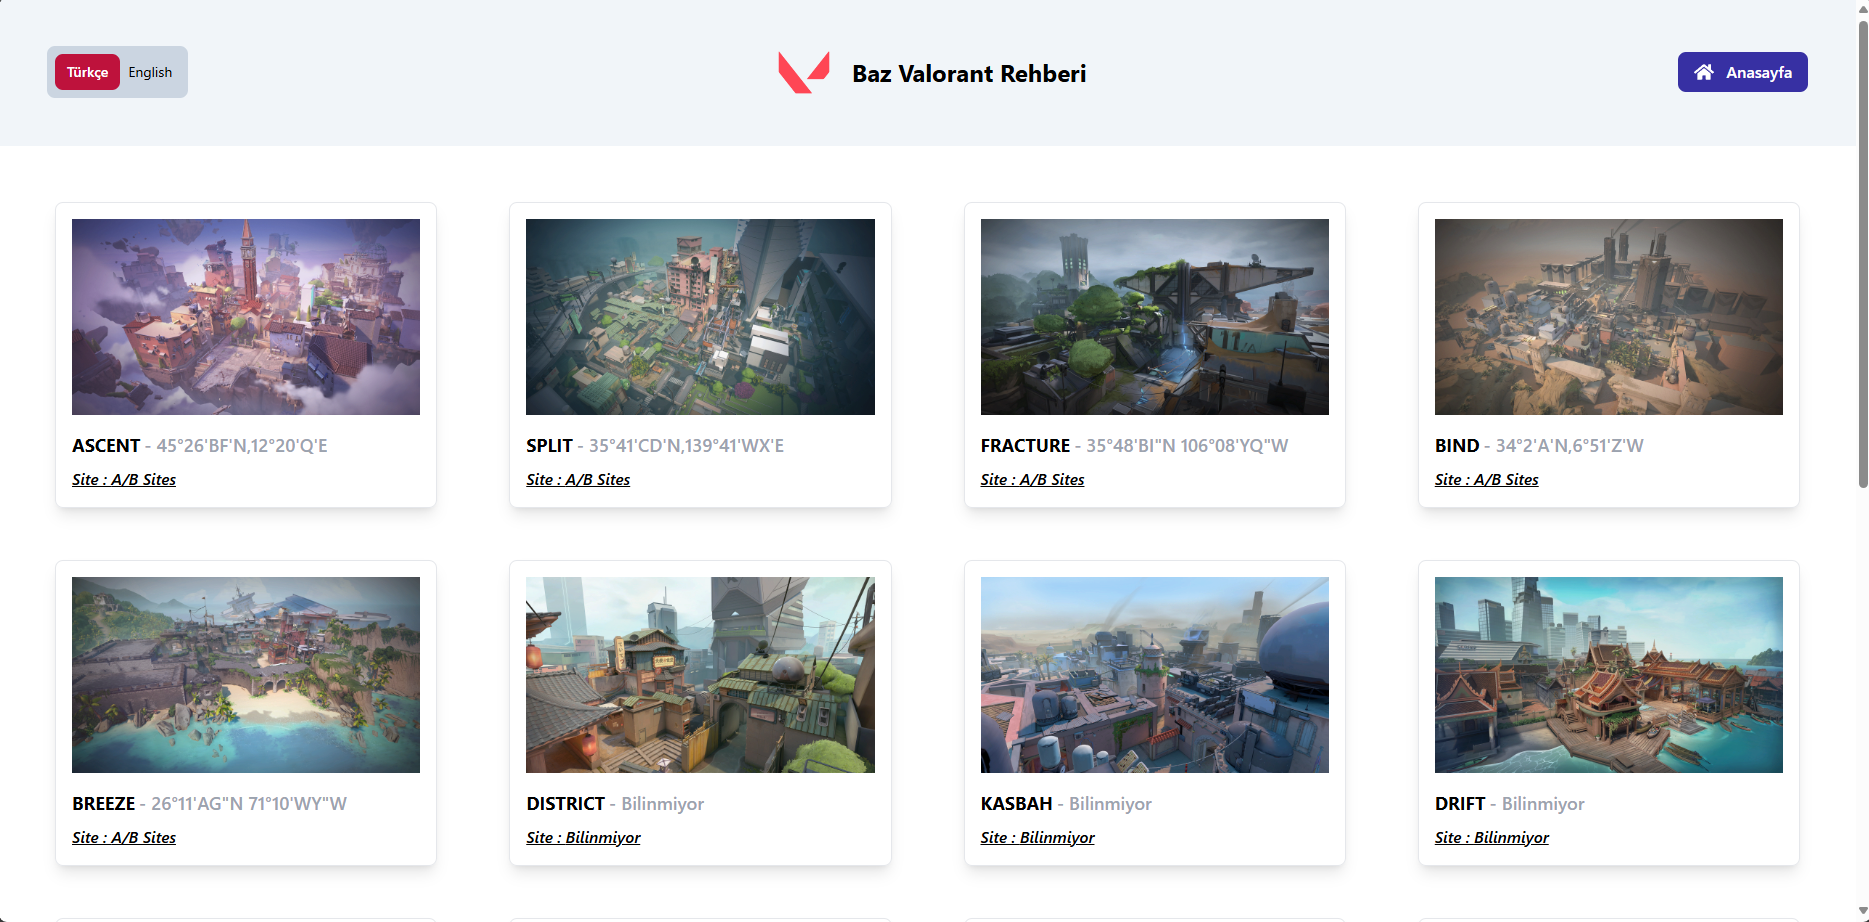 Türkçe English
Baz Valorant Rehberi
Anasayfa
ASCENT - 45°26'BF'N,12°20'Q'E
Site : A/B Sites
SPLIT - 35°41'CD'N,139°41'WX'E
Site : A/B Sites
FRACTURE - 35°48'BI"N 106°08'YQ"W
Site : A/B Sites
BIND - 34°2'A'N,6°51'Z'W
Site : A/B Sites
BREEZE - 26°11'AG"N 71°10'WY"W
Site : A/B Sites
DISTRICT - Bilinmiyor
Site : Bilinmiyor
KASBAH - Bilinmiyor
Site : Bilinmiyor
DRIFT - Bilinmiyor
Site : Bilinmiyor